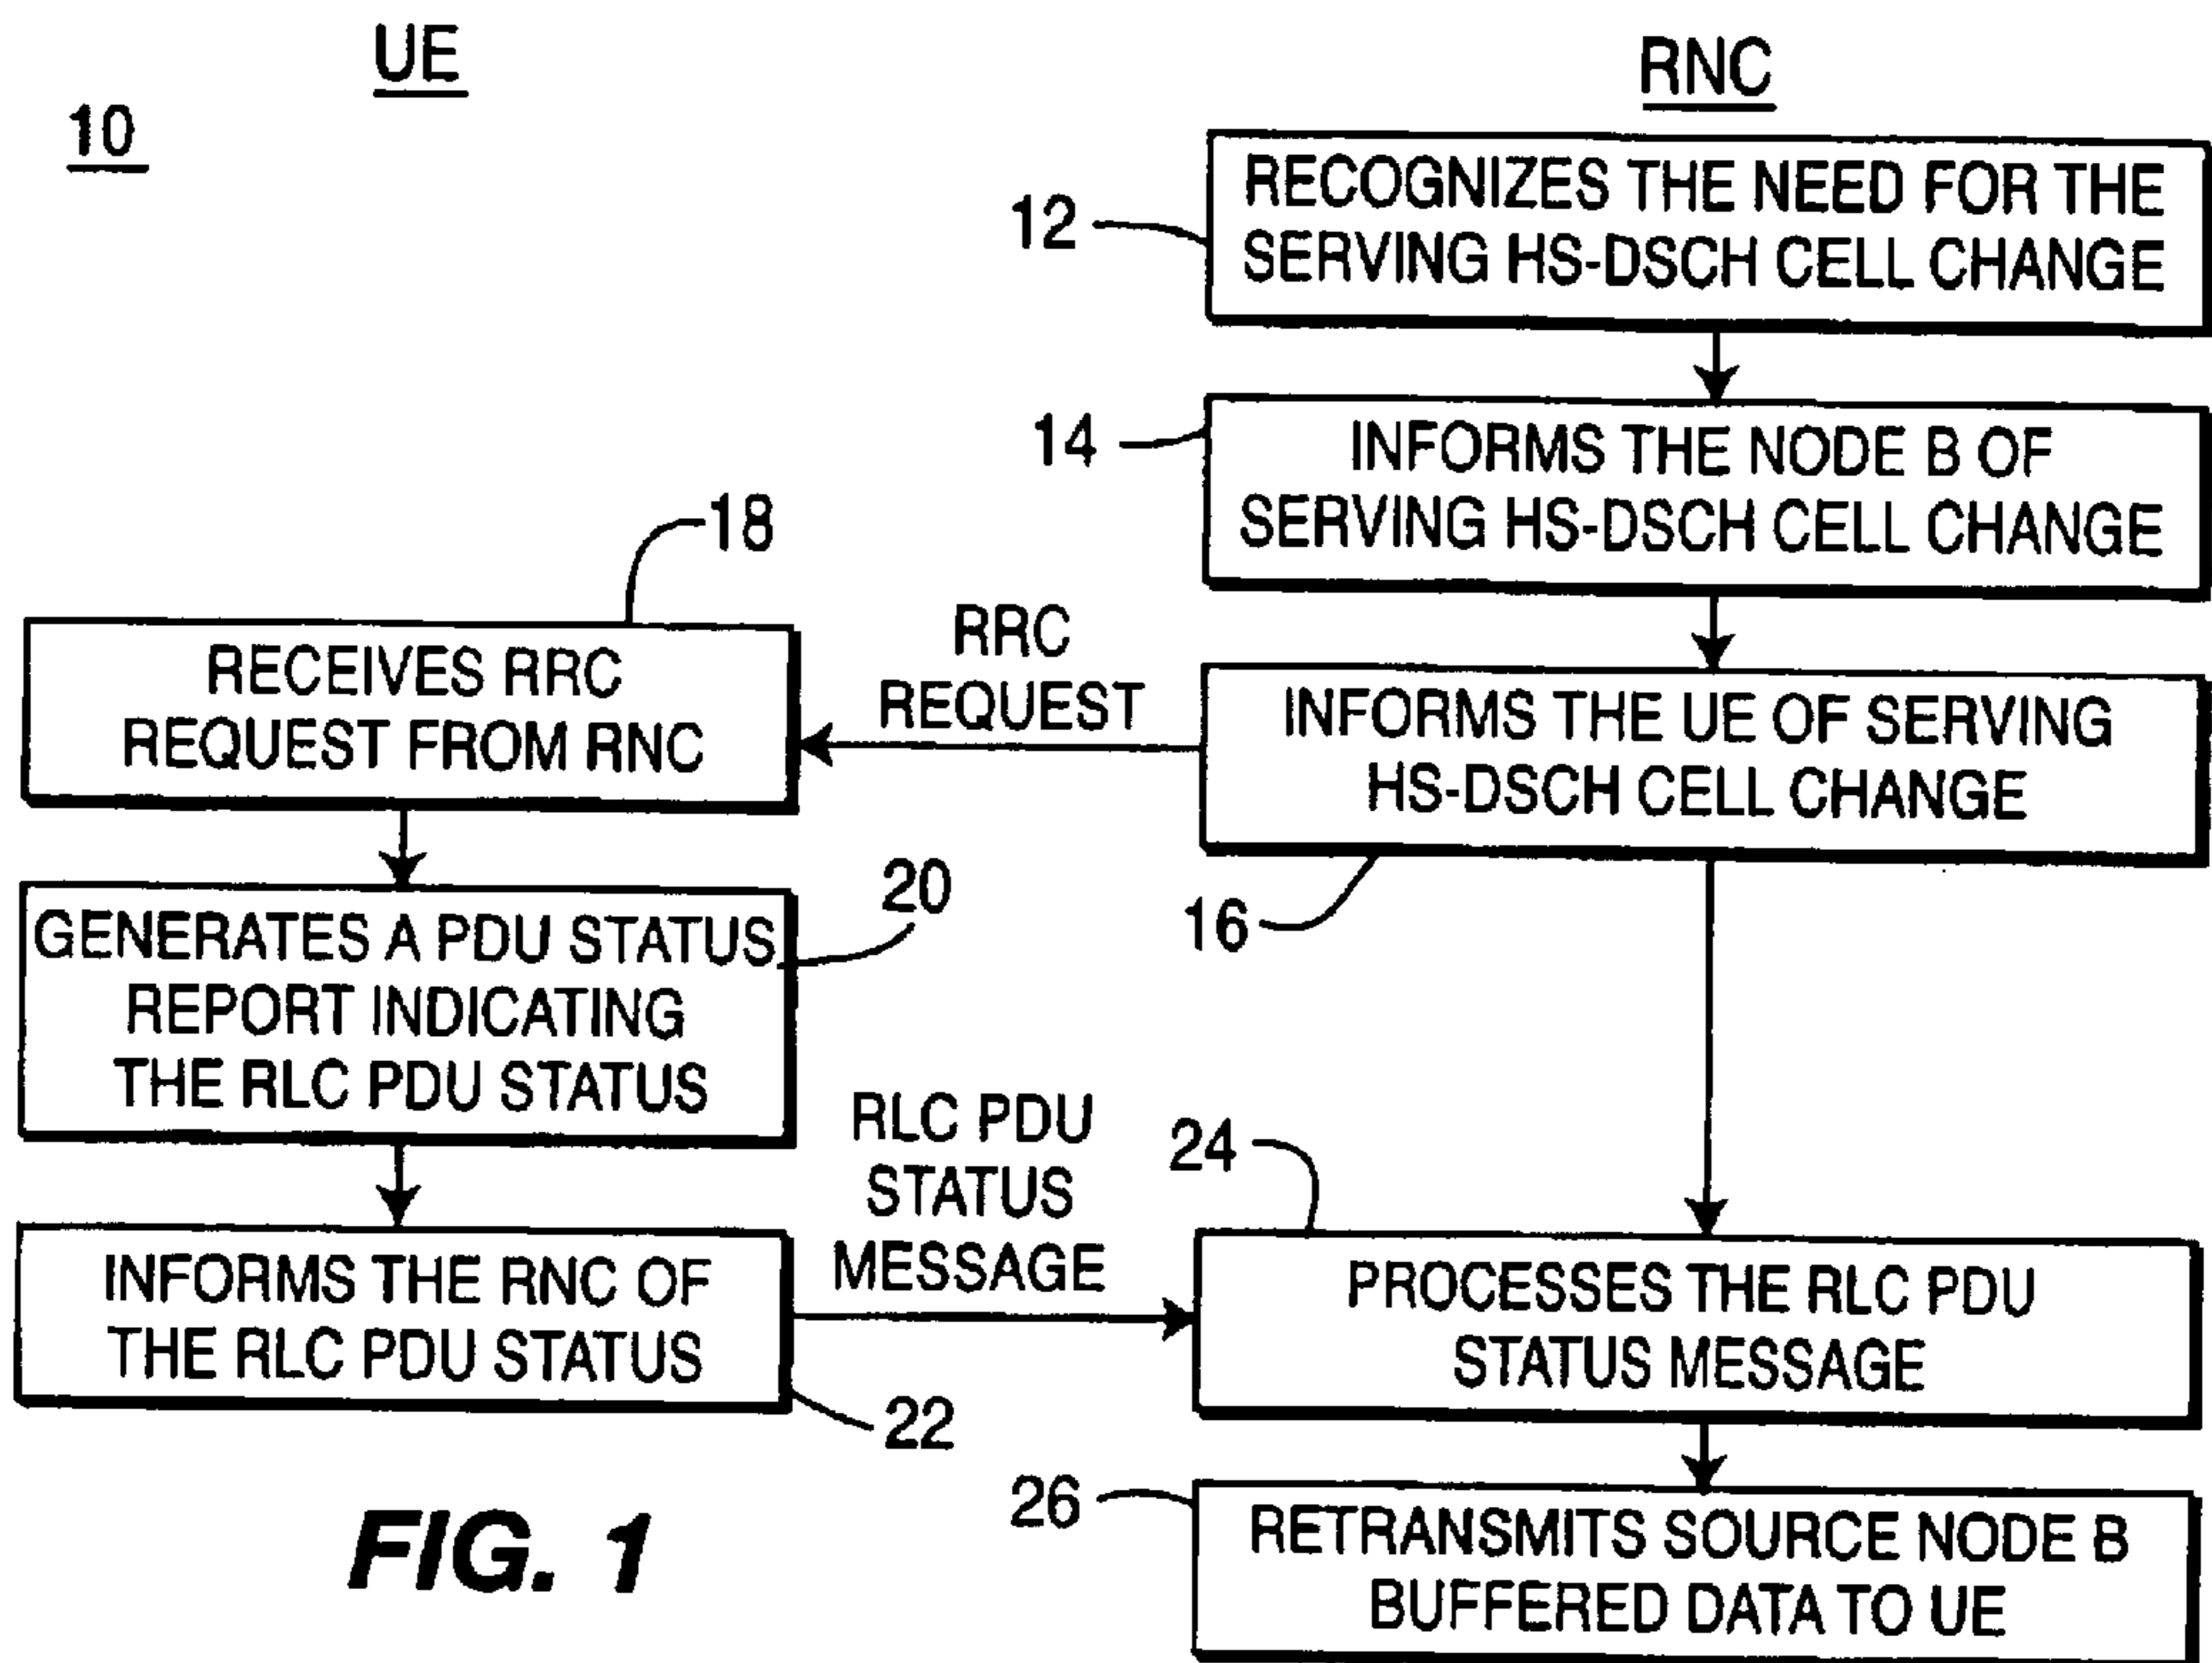 UE
RNC
10
12
RECOGNIZES THE NEED FOR THE
SERVING HS-DSCH CELL CHANGE
14
INFORMS THE NODE B OF
SERVING HS-DSCH CELL CHANGE
18
RECEIVES RRC
REQUEST FROM RNC
RRC
REQUEST
INFORMS THE UE OF SERVING
HS-DSCH CELL CHANGE
16
20
GENERATES A PDU STATUS
REPORT INDICATING
THE RLC PDU STATUS
RLC PDU
STATUS
MESSAGE
24
INFORMS THE RNC OF
THE RLC PDU STATUS
22
PROCESSES THE RLC PDU
STATUS MESSAGE
26
RETRANSMITS SOURCE NODE B
BUFFERED DATA TO UE
FIG. 1